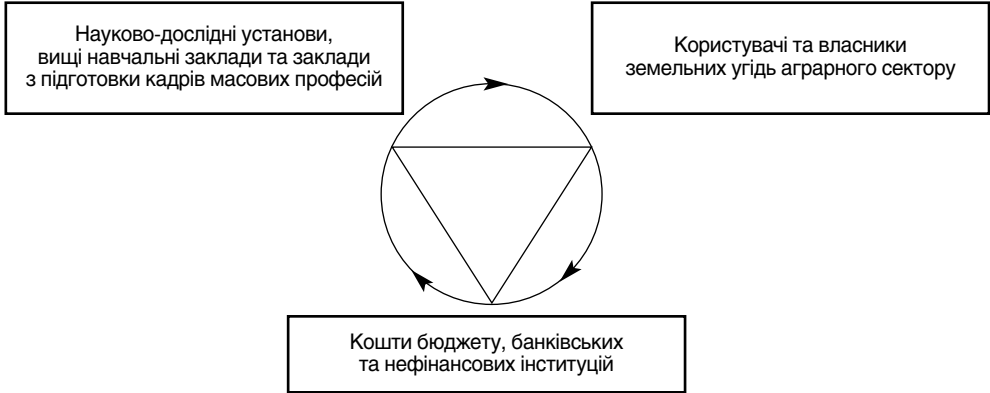 Науково-дослідні установи,
вищі навчальні заклади та заклади
з підготовки кадрів масових професій
Користувачі та власники
земельних угідь аграрного сектору
Кошти бюджету, банківських
та нефінансових інституцій